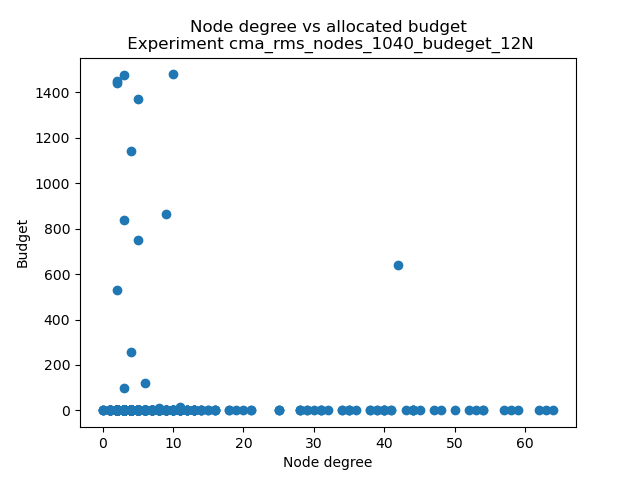 Node degree vs allocated budget
Experiment cma_rms_nodes_1040_budeget_12N
1400
1200
1000
800
600
400
200
0
Budget
0 10 20 30 40 50 60
Node degree